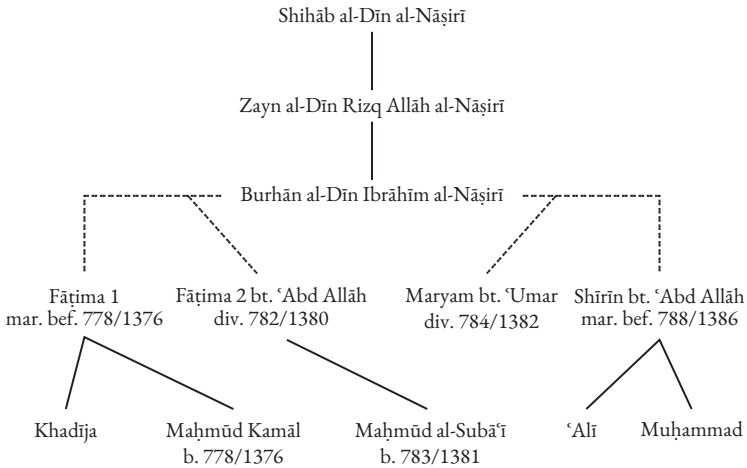 Shihāb al-Dīn al-Nāṣirī
Zayn al-Dīn Rizq Allāh al-Nāṣirī
Burhān al-Dīn Ibrāhīm al-Nāṣirī
Fāṭima 1
mar. bef. 778/1376
Fāṭima 2 bt. ʿAbd Allāh
div. 782/1380
Maryam bt. ʿUmar
div. 784/1382
Shīrīn bt. ʿAbd Allāh
mar. bef. 788/1386
Khadīja
Maḥmūd Kamāl
b. 778/1376
Maḥmūd al-Subāʿī
b. 783/1381
ʿAlī
Muḥammad